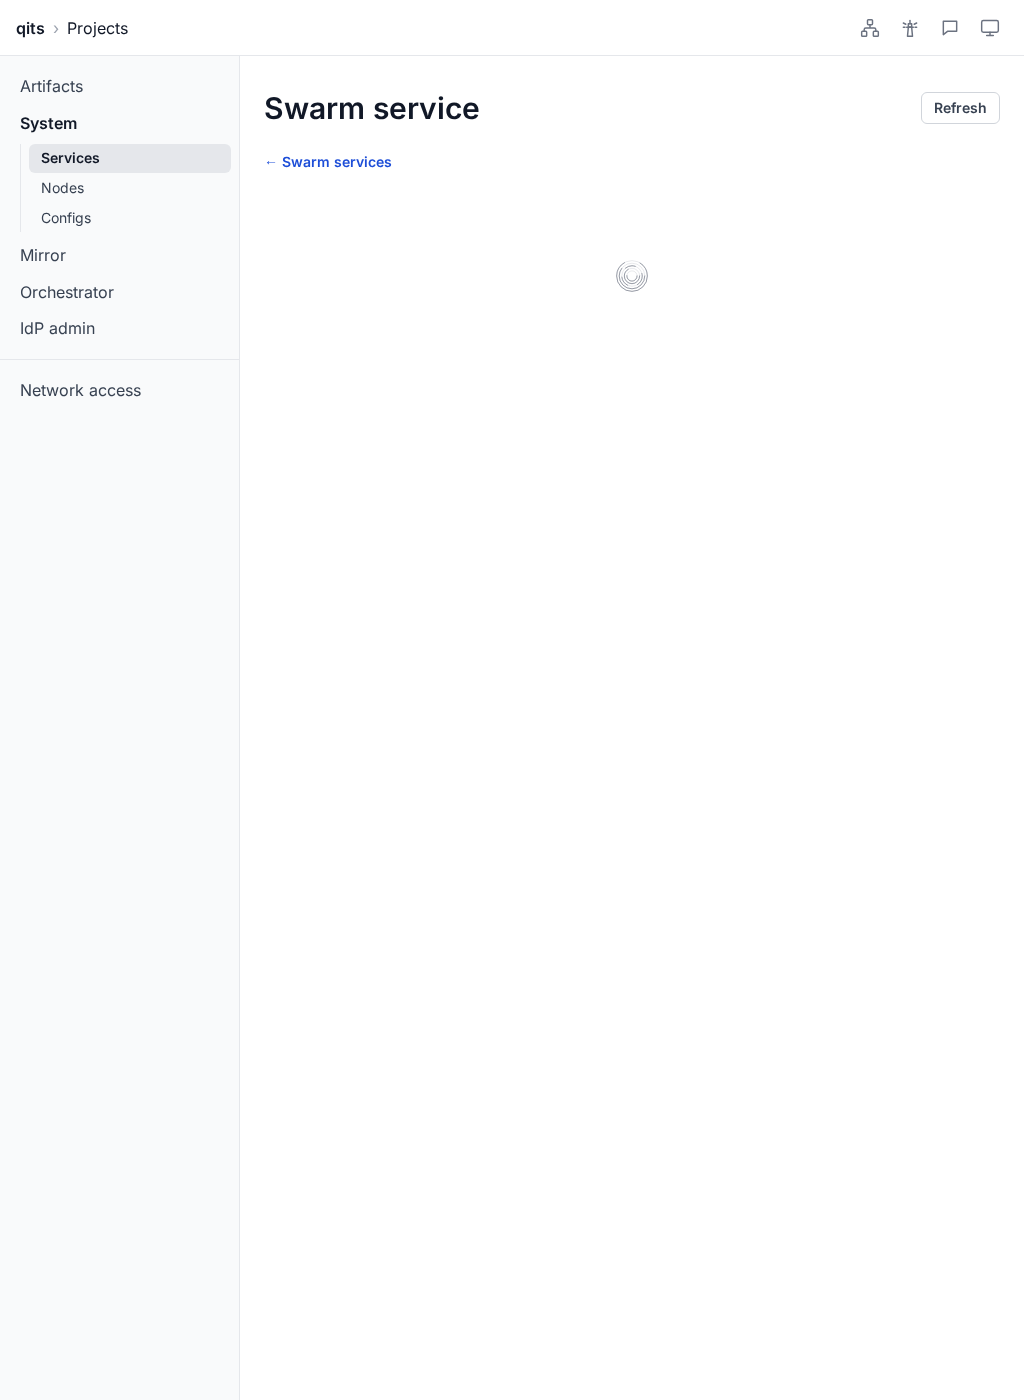 qits › Projects
Artifacts
System
Services
Nodes
Configs
Mirror
Orchestrator
IdP admin
Network access
Swarm service
Refresh
← Swarm services